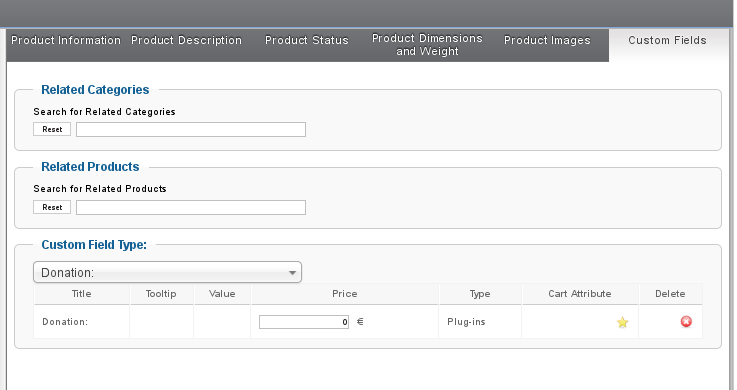 Product Information Product Description Product Status Product Dimensions and Weight Product Images Custom Fields
Related Categories
Search for Related Categories
Reset
Related Products
Search for Related Products
Reset
Custom Field Type:
Donation:
Title Tooltip Value Price Type Cart Attribute Delete
Donation: 0 € Plug-ins